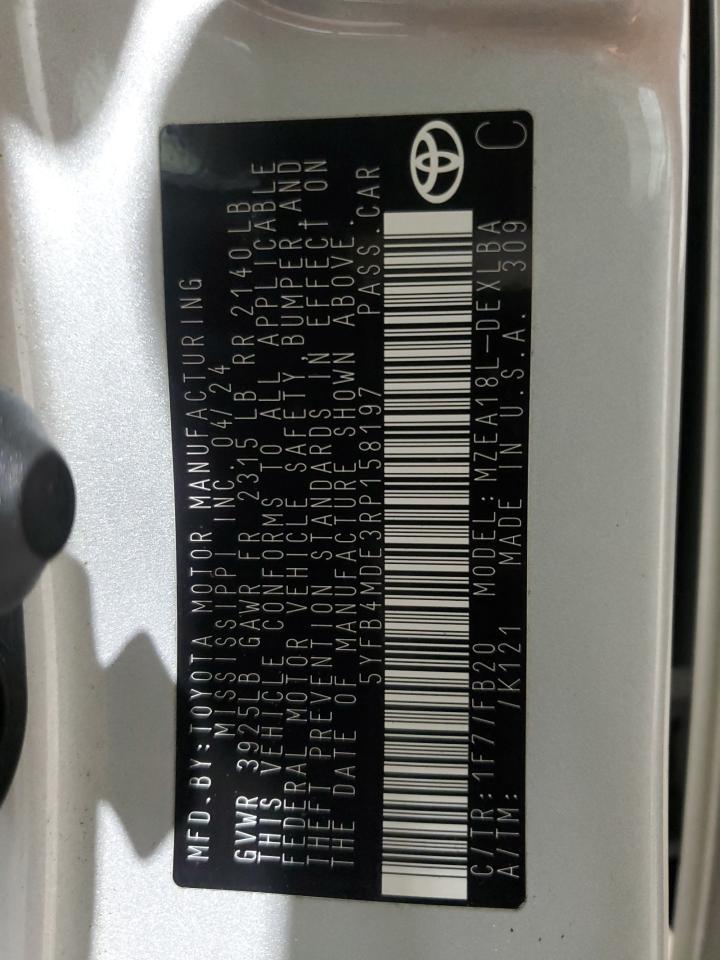 MFD. BY:TOYOTA MOTOR MANUFACTURING
MISSISSIPPI INC. 04/24
GVWR 3925LB GAWR FR 2315 LB RR 2140LB
THIS VEHICLE CONFORMS TO ALL APPLICABLE
FEDERAL MOTOR VEHICLE SAFETY, BUMPER, AND
THEFT PREVENTION STANDARDS IN EFFECT ON
THE DATE OF MANUFACTURE SHOWN ABOVE.
5YFB4MDE3RP158197 PASS.CAR
C/TR:1F7/FB20 MODEL:MZEA18L-DEXLBA
A/TM: /K121 MADE IN U.S.A. 309
C